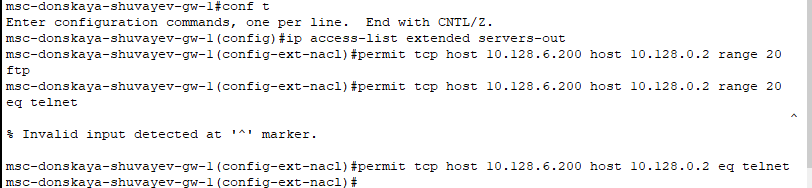 msc-donskaya-shuvayev-gw-1#conf t
Enter configuration commands, one per line.  End with CNTL/Z.
msc-donskaya-shuvayev-gw-1(config)#ip access-list extended servers-out
msc-donskaya-shuvayev-gw-1(config-ext-nacl)#permit tcp host 10.128.6.200 host 10.128.0.2 range 20
ftp
msc-donskaya-shuvayev-gw-1(config-ext-nacl)#permit tcp host 10.128.6.200 host 10.128.0.2 range 20
eq telnet
^
% Invalid input detected at '^' marker.
msc-donskaya-shuvayev-gw-1(config-ext-nacl)#permit tcp host 10.128.6.200 host 10.128.0.2 eq telnet
msc-donskaya-shuvayev-gw-1(config-ext-nacl)#